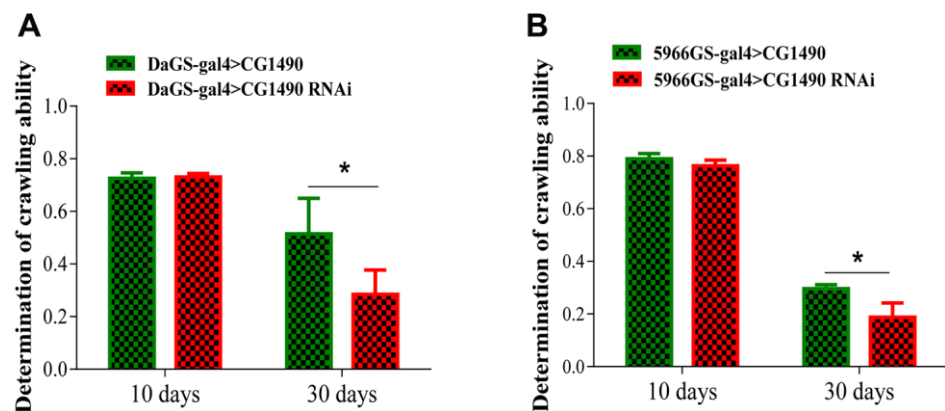 A
DaGS-gal4>CG1490
DaGS-gal4>CG1490 RNAi
Determination of crawling ability
1.0
0.8
0.6
0.4
0.2
0.0
*
10 days
30 days
B
5966GS-gal4>CG1490
5966GS-gal4>CG1490 RNAi
Determination of crawling ability
1.0
0.8
0.6
0.4
0.2
0.0
*
10 days
30 days